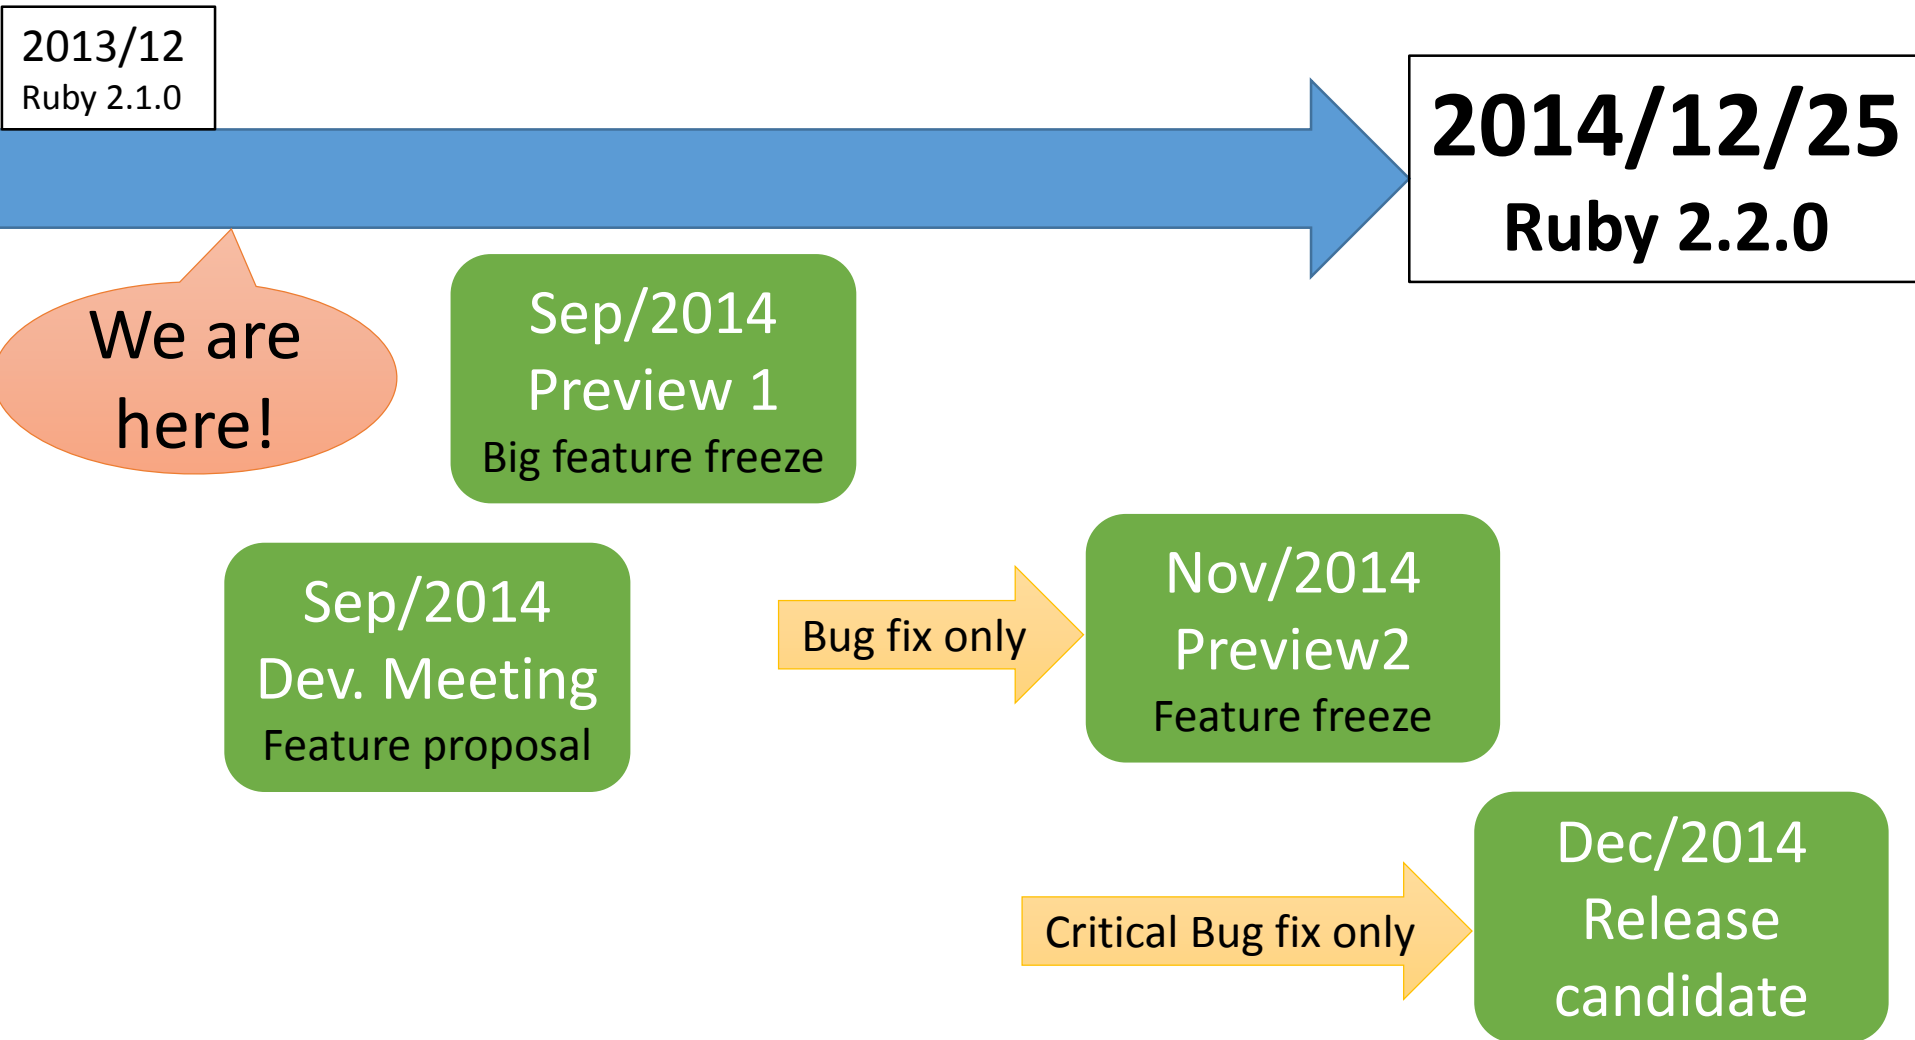 2013/12
Ruby 2.1.0
2014/12/25
Ruby 2.2.0
We are
here!
Sep/2014
Preview 1
Big feature freeze
Sep/2014
Dev. Meeting
Feature proposal
Bug fix only
Nov/2014
Preview2
Feature freeze
Critical Bug fix only
Dec/2014
Release
candidate